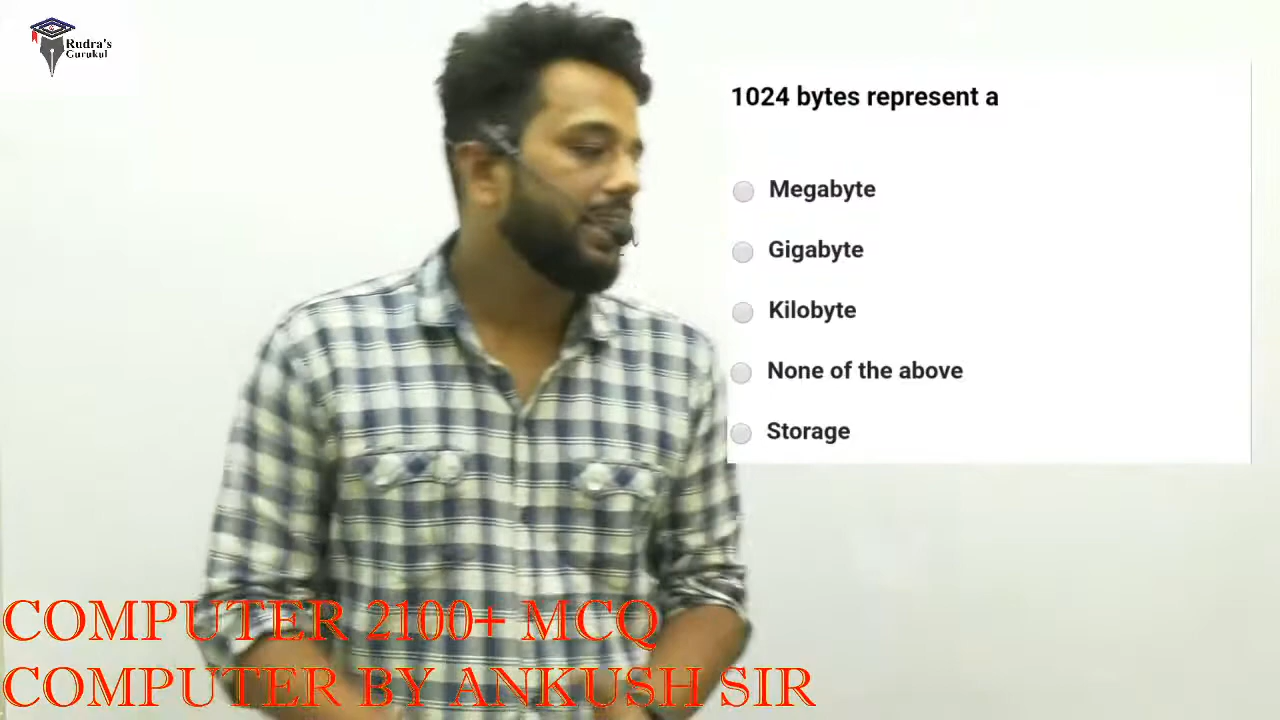 Rudra's
Gurukul
1024 bytes represent a
Megabyte
Gigabyte
Kilobyte
None of the above
Storage
COMPUTER 2100+ MCQ
COMPUTER BY ANKUSH SIR